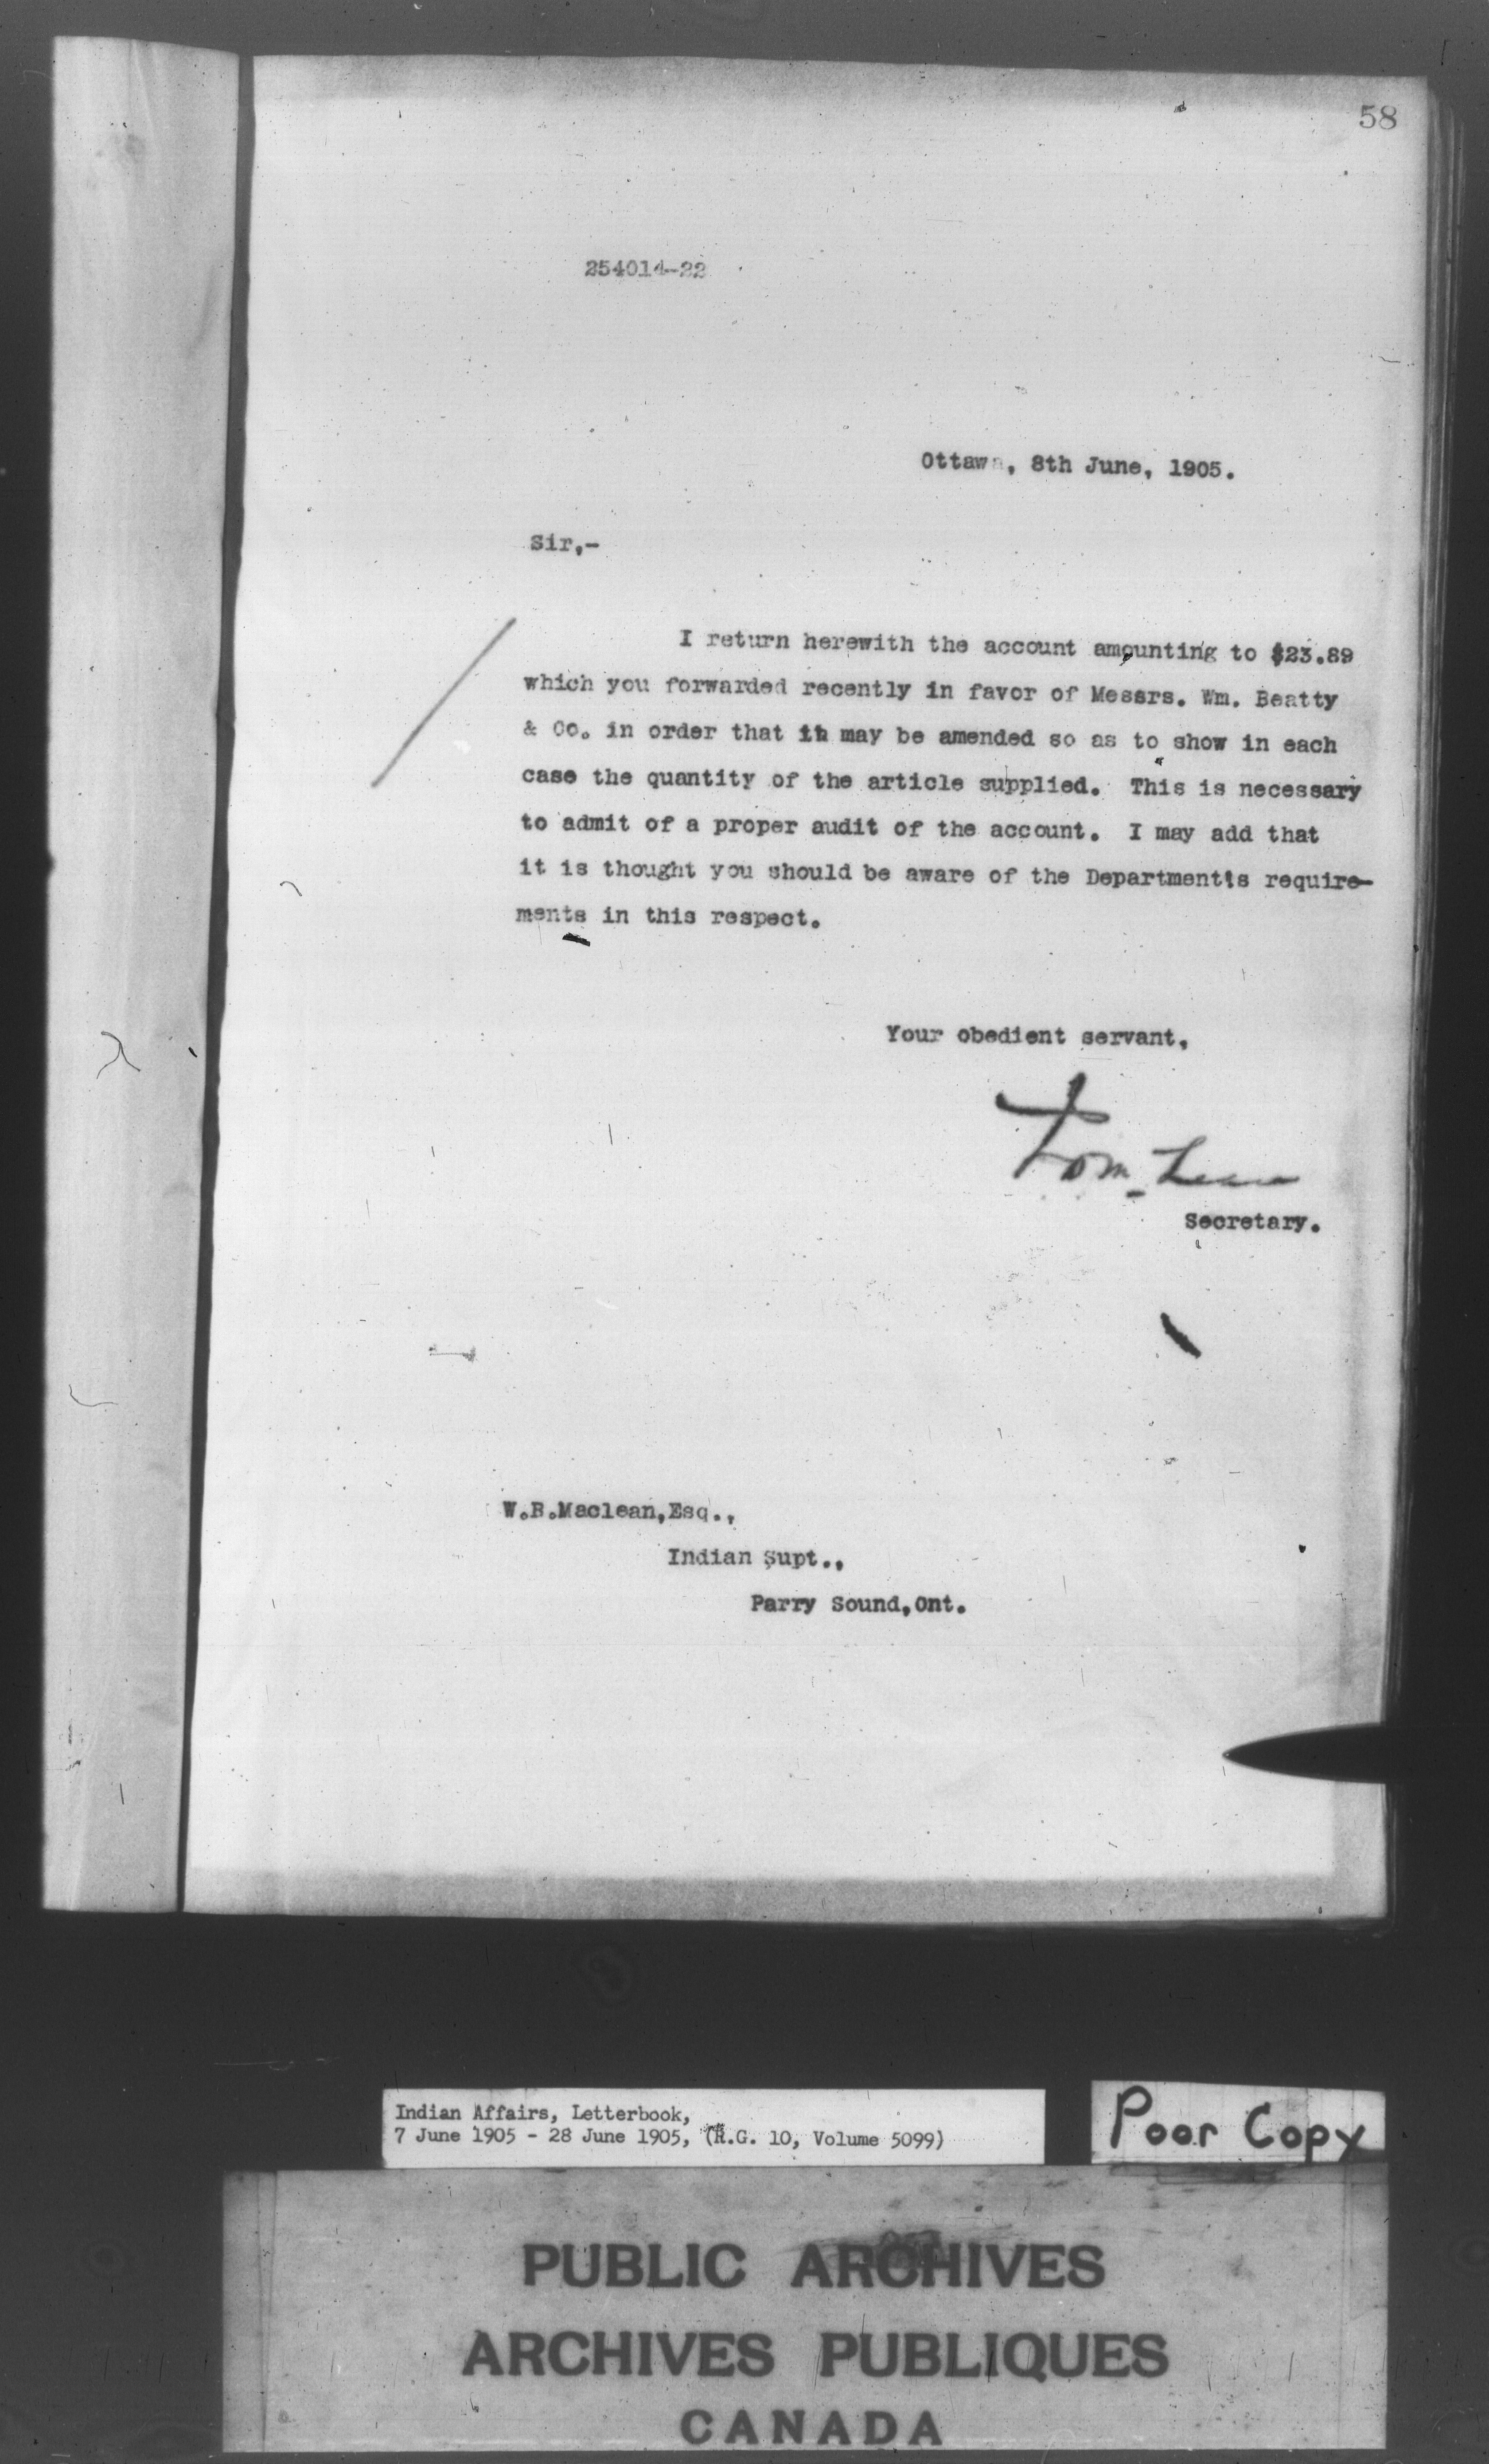 58
254014-22
Ottawa, 8th June, 1905.
Sir,-
I return herewith the account amounting to $23.89
which you forwarded recently in favor of Messrs. Wm. Beatty
& Co. in order that it may be amended so as to show in each
case the quantity of the article supplied. This is necessary
to admit of a proper audit of the account. I may add that
it is thought you should be aware of the Department's require-
ments in this respect.
Your obedient servant,
Secretary.
W.B.Maclean,Esq.,
Indian Supt.,
Parry Sound,Ont.
Indian Affairs, Letterbook,
7 June 1905 - 28 June 1905, (R.G. 10, Volume 5099)
Poor Copy
PUBLIC ARCHIVES
ARCHIVES PUBLIQUES
CANADA